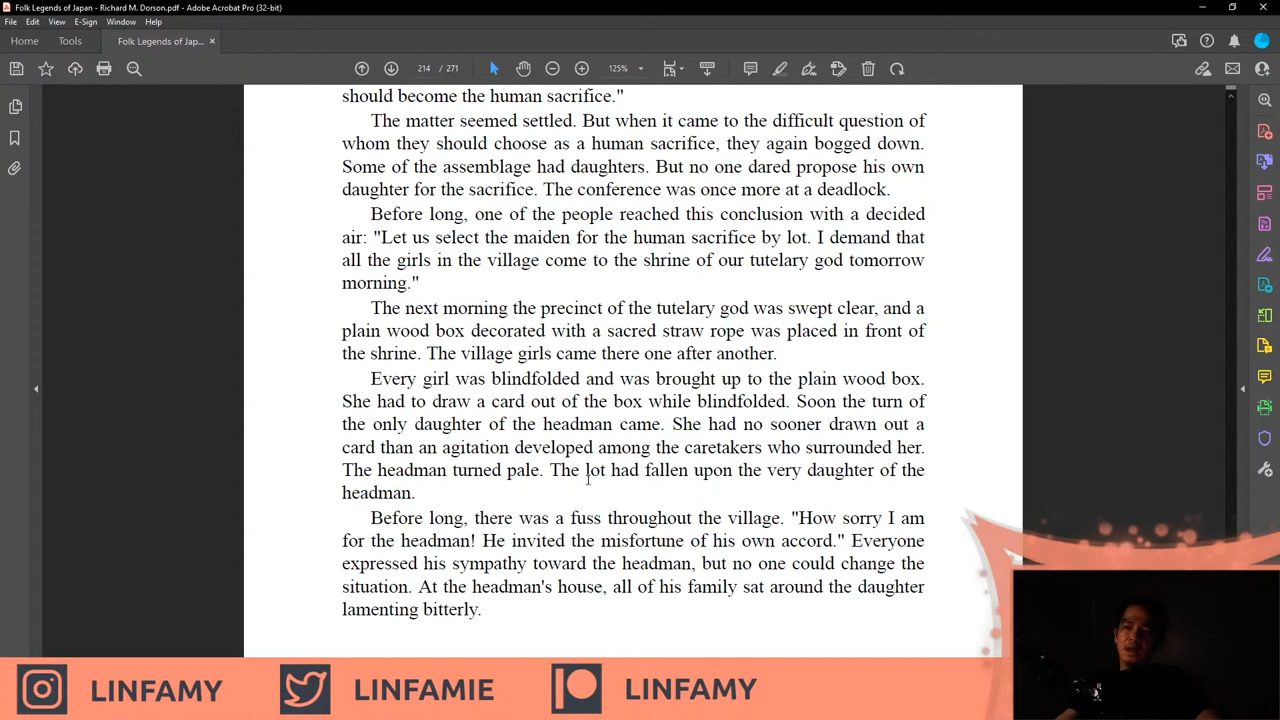 Folk Legends of Japan - Richard M. Dorson.pdf - Adobe Acrobat Pro (32-bit)
File Edit View E-Sign Window Help
Home Tools Folk Legends of Jap... ×
214 / 271 125%
should become the human sacrifice."
The matter seemed settled. But when it came to the difficult question of
whom they should choose as a human sacrifice, they again bogged down.
Some of the assemblage had daughters. But no one dared propose his own
daughter for the sacrifice. The conference was once more at a deadlock.
Before long, one of the people reached this conclusion with a decided
air: "Let us select the maiden for the human sacrifice by lot. I demand that
all the girls in the village come to the shrine of our tutelary god tomorrow
morning."
The next morning the precinct of the tutelary god was swept clear, and a
plain wood box decorated with a sacred straw rope was placed in front of
the shrine. The village girls came there one after another.
Every girl was blindfolded and was brought up to the plain wood box.
She had to draw a card out of the box while blindfolded. Soon the turn of
the only daughter of the headman came. She had no sooner drawn out a
card than an agitation developed among the caretakers who surrounded her.
The headman turned pale. The lot had fallen upon the very daughter of the
headman.
Before long, there was a fuss throughout the village. "How sorry I am
for the headman! He invited the misfortune of his own accord." Everyone
expressed his sympathy toward the headman, but no one could change the
situation. At the headman's house, all of his family sat around the daughter
lamenting bitterly.
LINFAMY LINFAMIE LINFAMY